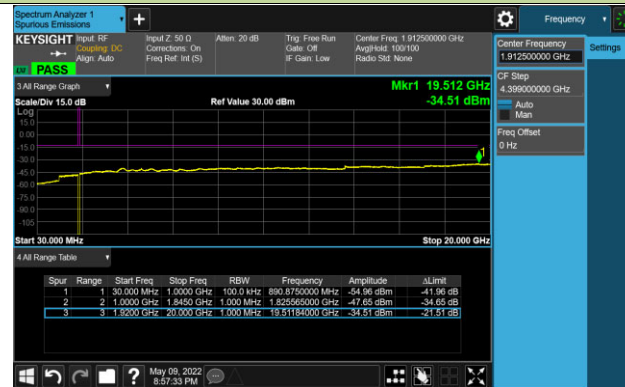 Spectrum Analyzer 1
Spurious Emissions
Frequency
KEYSIGHT Input: RF Input Z: 50 Ω Atten: 20 dB Trig: Free Run Center Freq: 1.912500000 GHz
Coupling: DC Corrections: On Gate: Off Avg|Hold: 100/100
Align: Auto Freq Ref: Int (S) IF Gain: Low Radio Std: None
PASS
Center Frequency
1.912500000 GHz
Settings
CF Step
4.399000000 GHz
Auto
Man
Freq Offset
0 Hz
3 All Range Graph
Mkr1 19.512 GHz
Scale/Div 15.0 dB Ref Value 30.00 dBm -34.51 dBm
Log
15.0
0.00
-15.0
-30.0
-45.0
-60.0
-75.0
-90.0
-105
1
Start 30.000 MHz Stop 20.000 GHz
4 All Range Table
Spur Range Start Freq Stop Freq RBW Frequency Amplitude ΔLimit
1 1 30.000 MHz 1.0000 GHz 100.0 kHz 890.8750000 MHz -54.96 dBm -41.96 dB
2 2 1.0000 GHz 1.8450 GHz 1.000 MHz 1.825565000 GHz -47.65 dBm -34.65 dB
3 3 1.9200 GHz 20.000 GHz 1.000 MHz 19.51184000 GHz -34.51 dBm -21.51 dB
?
May 09, 2022
8:57:33 PM